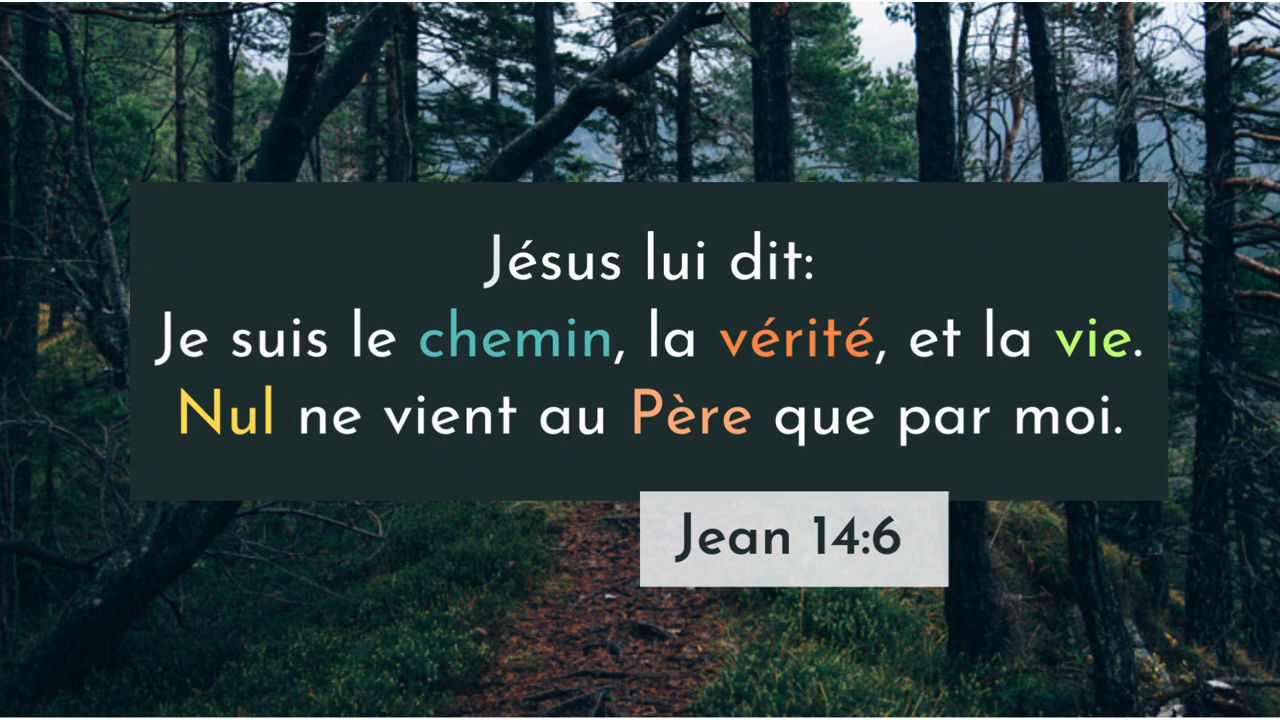 Jésus lui dit:
Je suis le chemin, la vérité, et la vie.
Nul ne vient au Père que par moi.
Jean 14:6